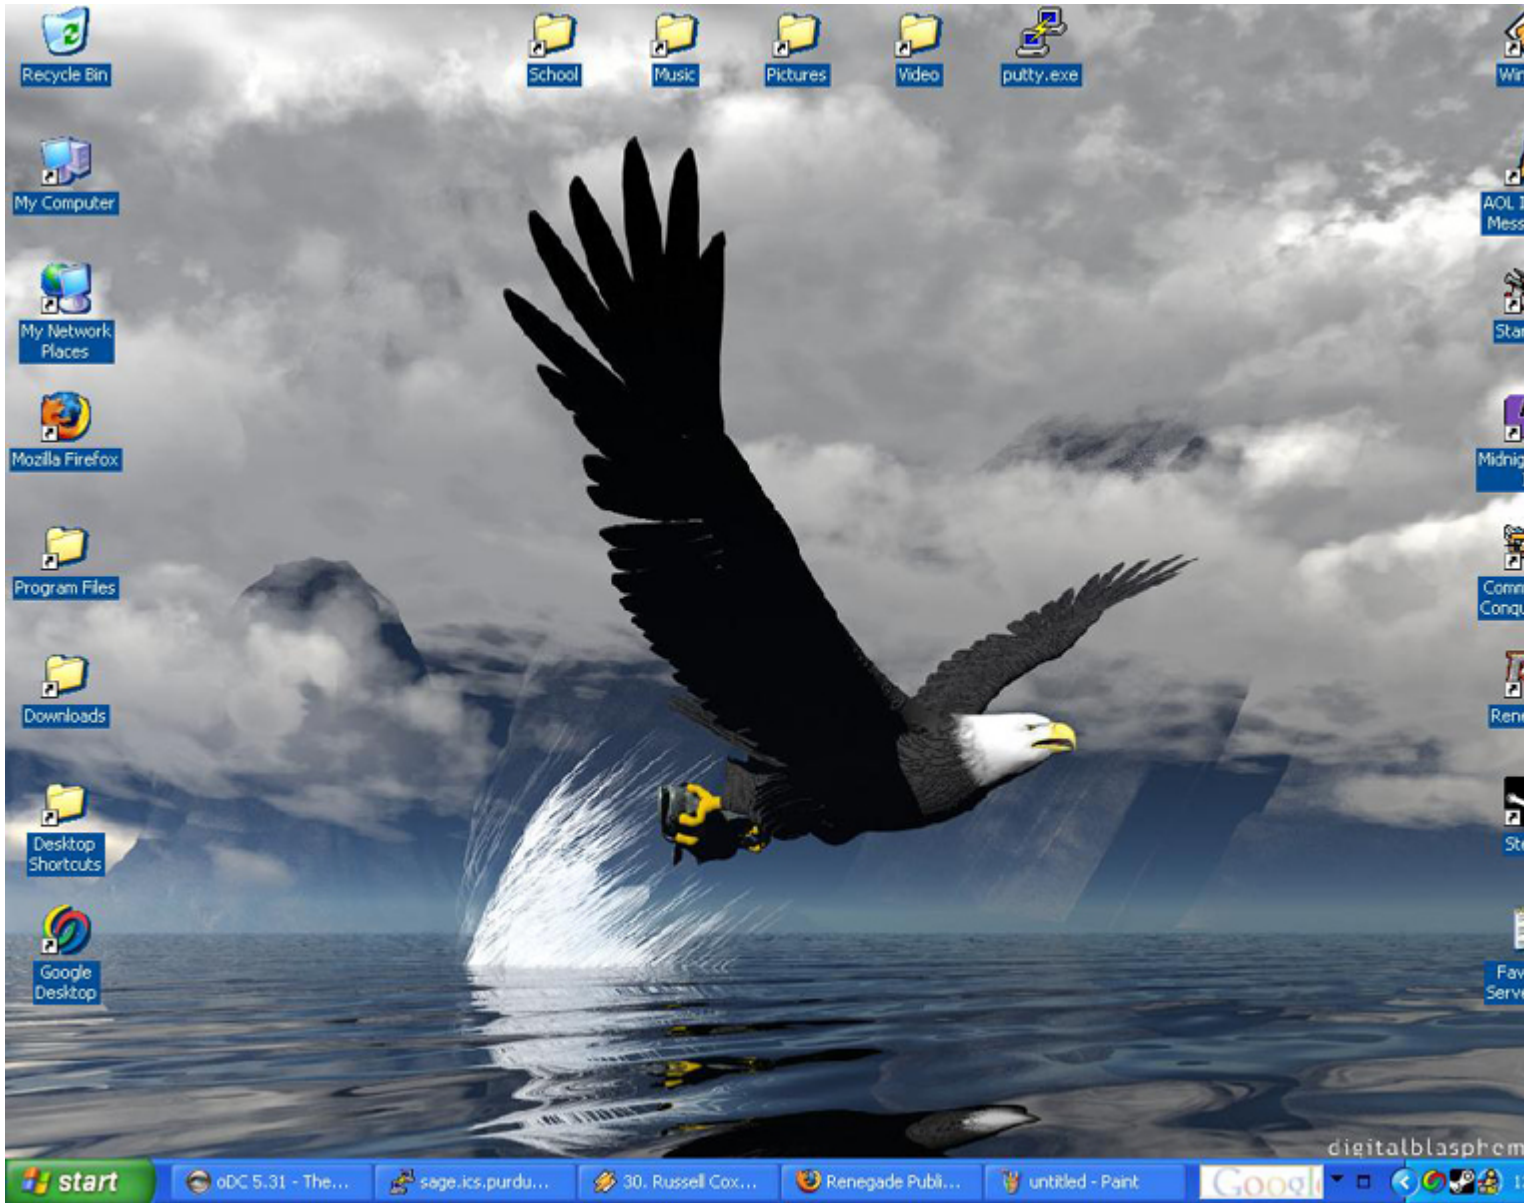 Recycle Bin
School
Music
Pictures
Video
putty.exe
My Computer
AOL
My Network
Places
Mozilla Firefox
Program Files
Downloads
Desktop
Shortcuts
Google
Desktop
digitalblasphem
start
oDC 5.31 - The...
sage.ics.purdu...
30. Russell Cox...
Renegade Publi...
untitled - Paint
Google